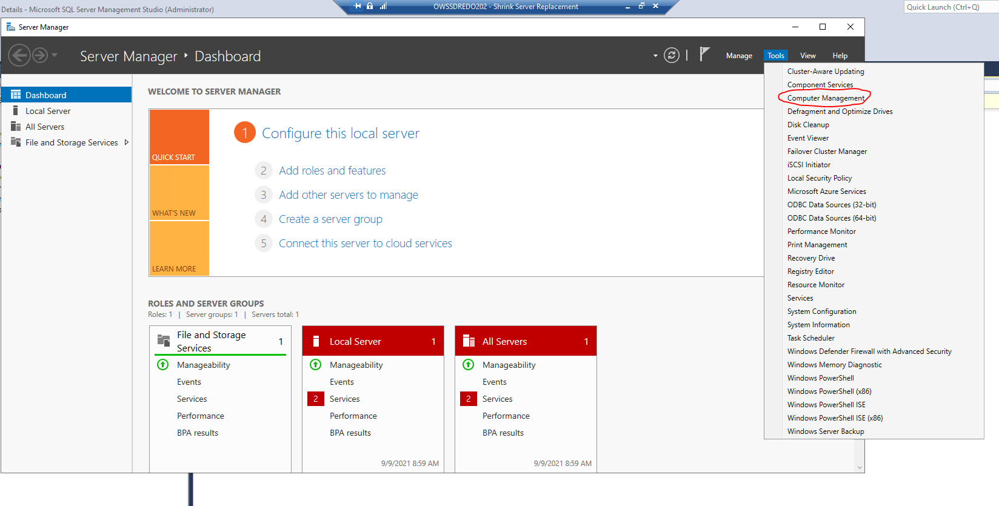 Details - Microsoft SQL Server Management Studio (Administrator)
OWSSDREDO202 - Shrink Server Replacement
Quick Launch (Ctrl+Q)
Server Manager
Server Manager ‣ Dashboard
Manage
Tools
View
Help
Dashboard
Local Server
All Servers
File and Storage Services
WELCOME TO SERVER MANAGER
QUICK START
WHAT'S NEW
LEARN MORE
1 Configure this local server
2 Add roles and features
3 Add other servers to manage
4 Create a server group
5 Connect this server to cloud services
ROLES AND SERVER GROUPS
Roles: 1 | Server groups: 1 | Servers total: 1
File and Storage
Services
1
Manageability
Events
Services
Performance
BPA results
Local Server 1
Manageability
Events
2 Services
Performance
BPA results
9/9/2021 8:59 AM
All Servers 1
Manageability
Events
2 Services
Performance
BPA results
9/9/2021 8:59 AM
Cluster-Aware Updating
Component Services
Computer Management
Defragment and Optimize Drives
Disk Cleanup
Event Viewer
Failover Cluster Manager
iSCSI Initiator
Local Security Policy
Microsoft Azure Services
ODBC Data Sources (32-bit)
ODBC Data Sources (64-bit)
Performance Monitor
Print Management
Recovery Drive
Registry Editor
Resource Monitor
Services
System Configuration
System Information
Task Scheduler
Windows Defender Firewall with Advanced Security
Windows Memory Diagnostic
Windows PowerShell
Windows PowerShell (x86)
Windows PowerShell ISE
Windows PowerShell ISE (x86)
Windows Server Backup